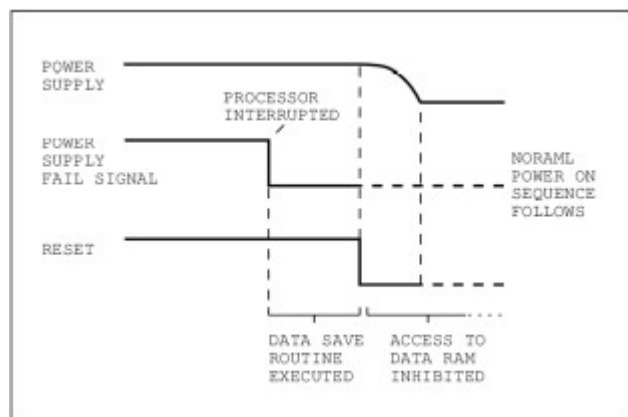 POWER
SUPPLY
PROCESSOR
INTERRUPTED
POWER
SUPPLY
FAIL SIGNAL
NORAML
POWER ON
SEQUENCE
FOLLOWS
RESET
DATA SAVE
ROUTINE
EXECUTED
ACCESS TO
DATA RAM
INHIBITED